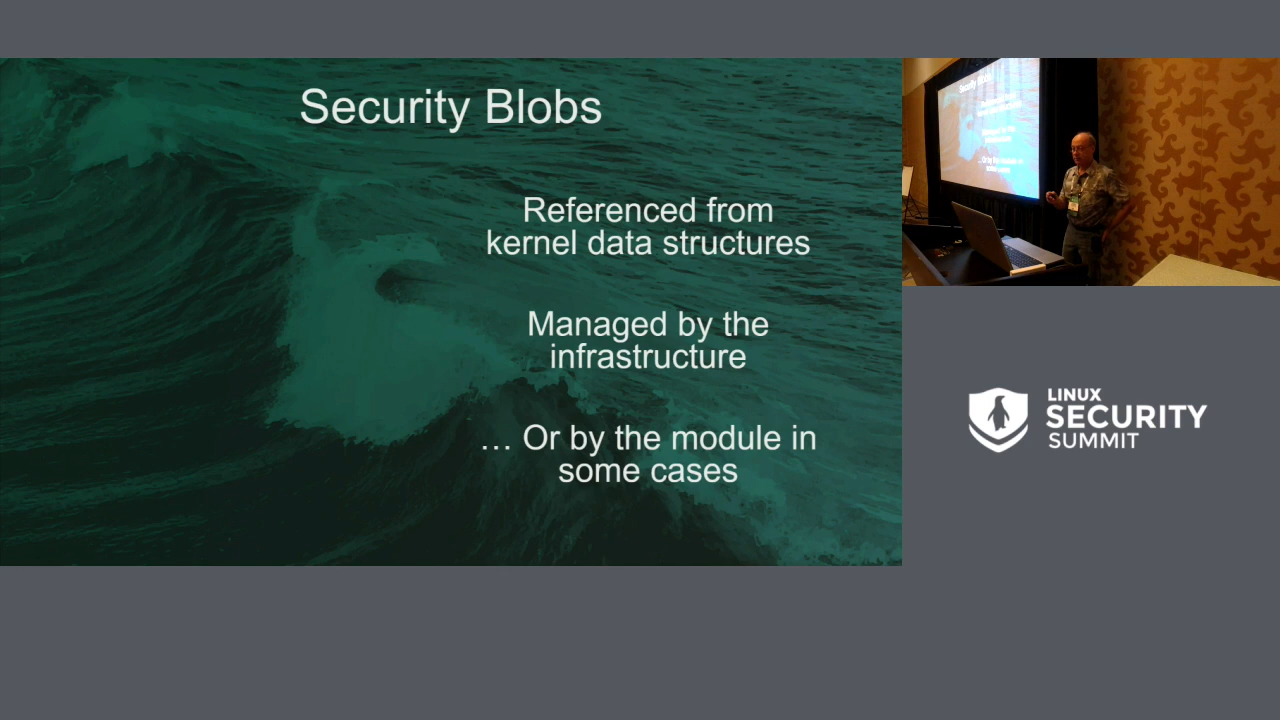 Security Blobs
Referenced from
kernel data structures
Managed by the
infrastructure
… Or by the module in
some cases
LINUX
SECURITY
SUMMIT